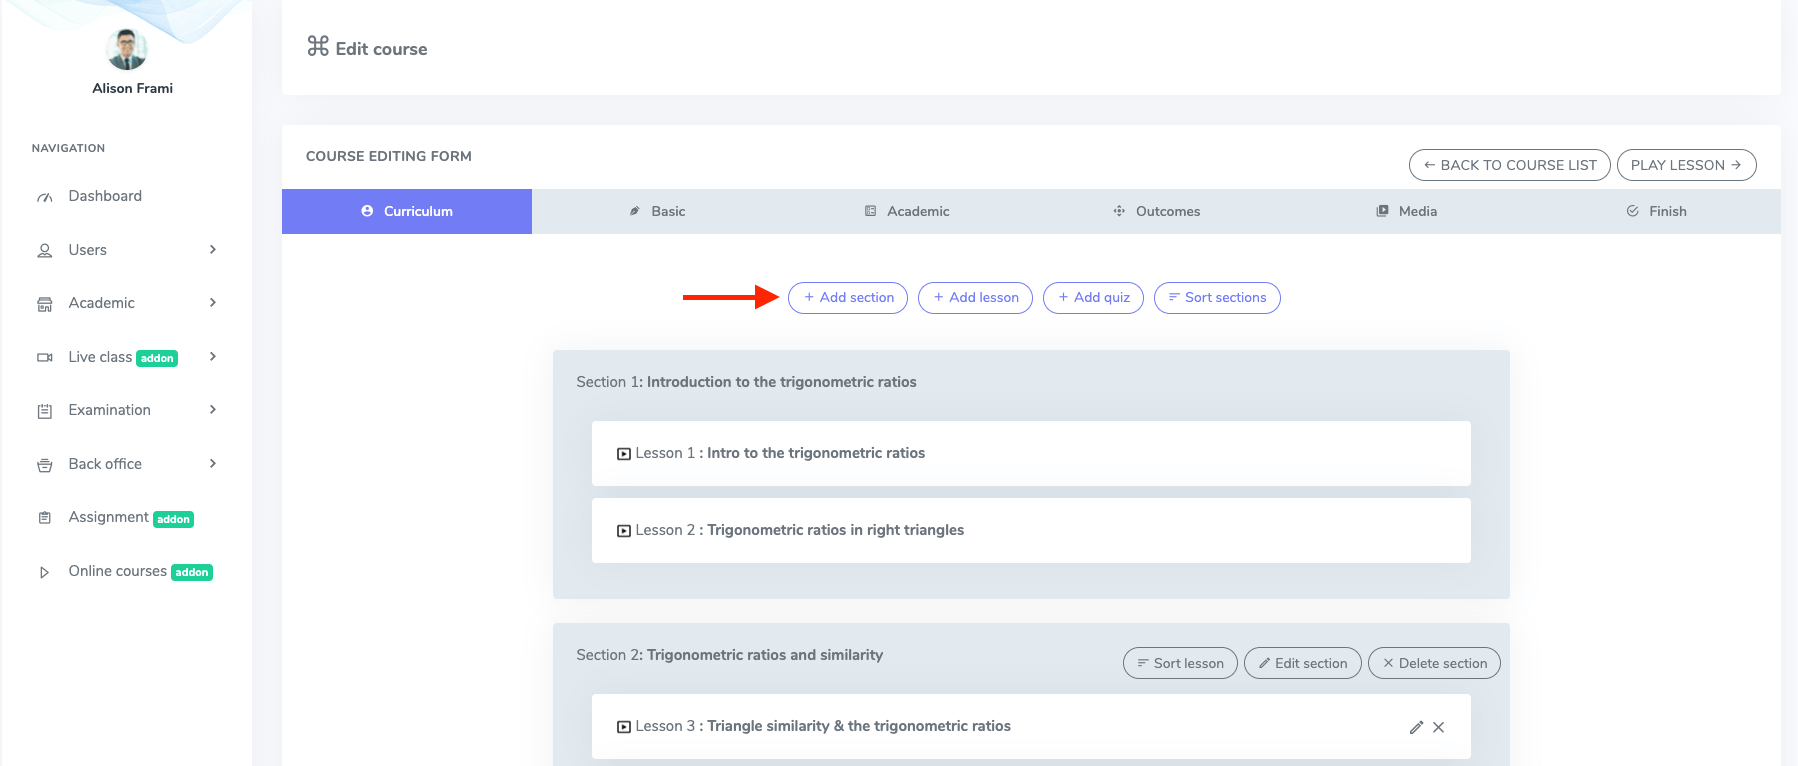 Alison Frami
NAVIGATION
Dashboard
Users
Academic
Live class addon
Examination
Back office
Assignment addon
Online courses addon
Edit course
COURSE EDITING FORM
BACK TO COURSE LIST
PLAY LESSON
Curriculum
Basic
Academic
Outcomes
Media
Finish
+ Add section
+ Add lesson
+ Add quiz
Sort sections
Section 1: Introduction to the trigonometric ratios
Lesson 1 : Intro to the trigonometric ratios
Lesson 2 : Trigonometric ratios in right triangles
Section 2: Trigonometric ratios and similarity
Sort lesson
Edit section
Delete section
Lesson 3 : Triangle similarity & the trigonometric ratios